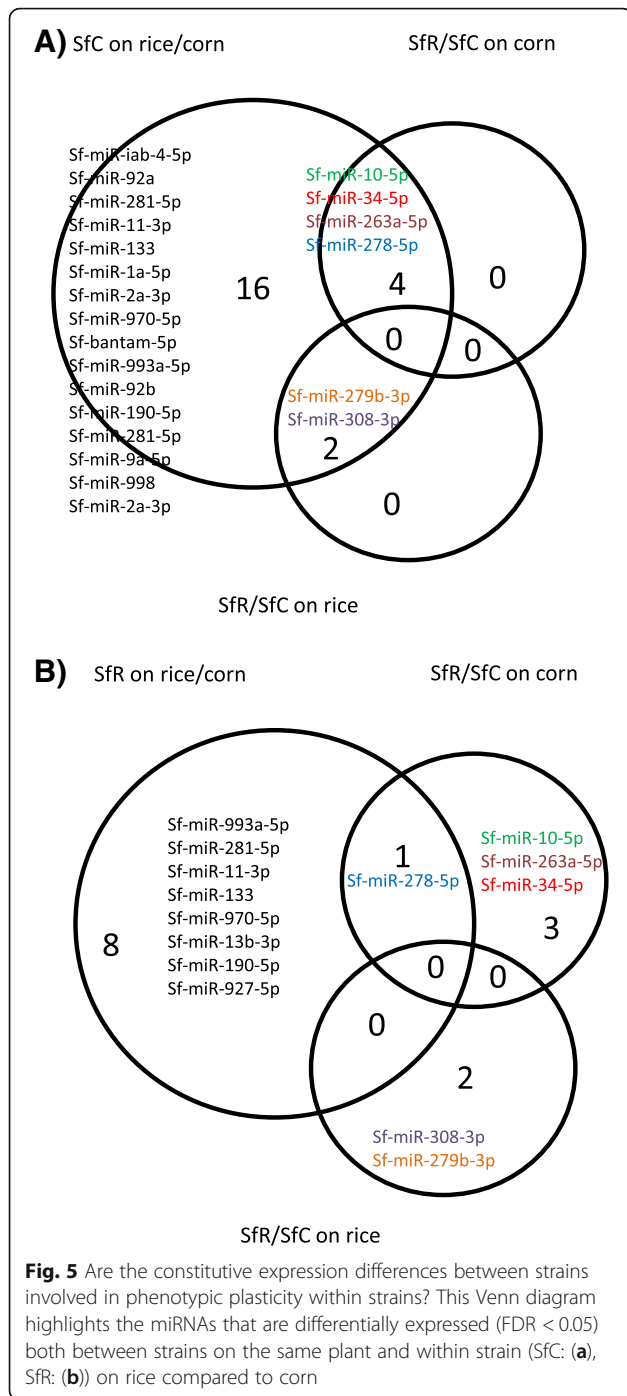 A) SfC on rice/corn
SfR/SfC on corn
Sf-miR-iab-4-5p
Sf-miR-92a
Sf-miR-281-5p
Sf-miR-11-3p
Sf-miR-133
Sf-miR-1a-5p
Sf-miR-2a-3p
Sf-miR-970-5p
Sf-bantam-5p
Sf-miR-993a-5p
Sf-miR-92b
Sf-miR-190-5p
Sf-miR-281-5p
Sf-miR-9a-5p
Sf-miR-998
Sf-miR-2a-3p
16
Sf-miR-10-5p
Sf-miR-34-5p
Sf-miR-263a-5p
Sf-miR-278-5p
4
0
0
0
Sf-miR-279b-3p
Sf-miR-308-3p
2
0
SfR/SfC on rice
B) SfR on rice/corn
SfR/SfC on corn
Sf-miR-993a-5p
Sf-miR-281-5p
Sf-miR-11-3p
Sf-miR-133
Sf-miR-970-5p
Sf-miR-13b-3p
Sf-miR-190-5p
Sf-miR-927-5p
8
1
Sf-miR-278-5p
Sf-miR-10-5p
Sf-miR-263a-5p
Sf-miR-34-5p
3
0
0
0
2
Sf-miR-308-3p
Sf-miR-279b-3p
SfR/SfC on rice
Fig. 5 Are the constitutive expression differences between strains
involved in phenotypic plasticity within strains? This Venn diagram
highlights the miRNAs that are differentially expressed (FDR < 0.05)
both between strains on the same plant and within strain (SfC: (a),
SfR: (b)) on rice compared to corn